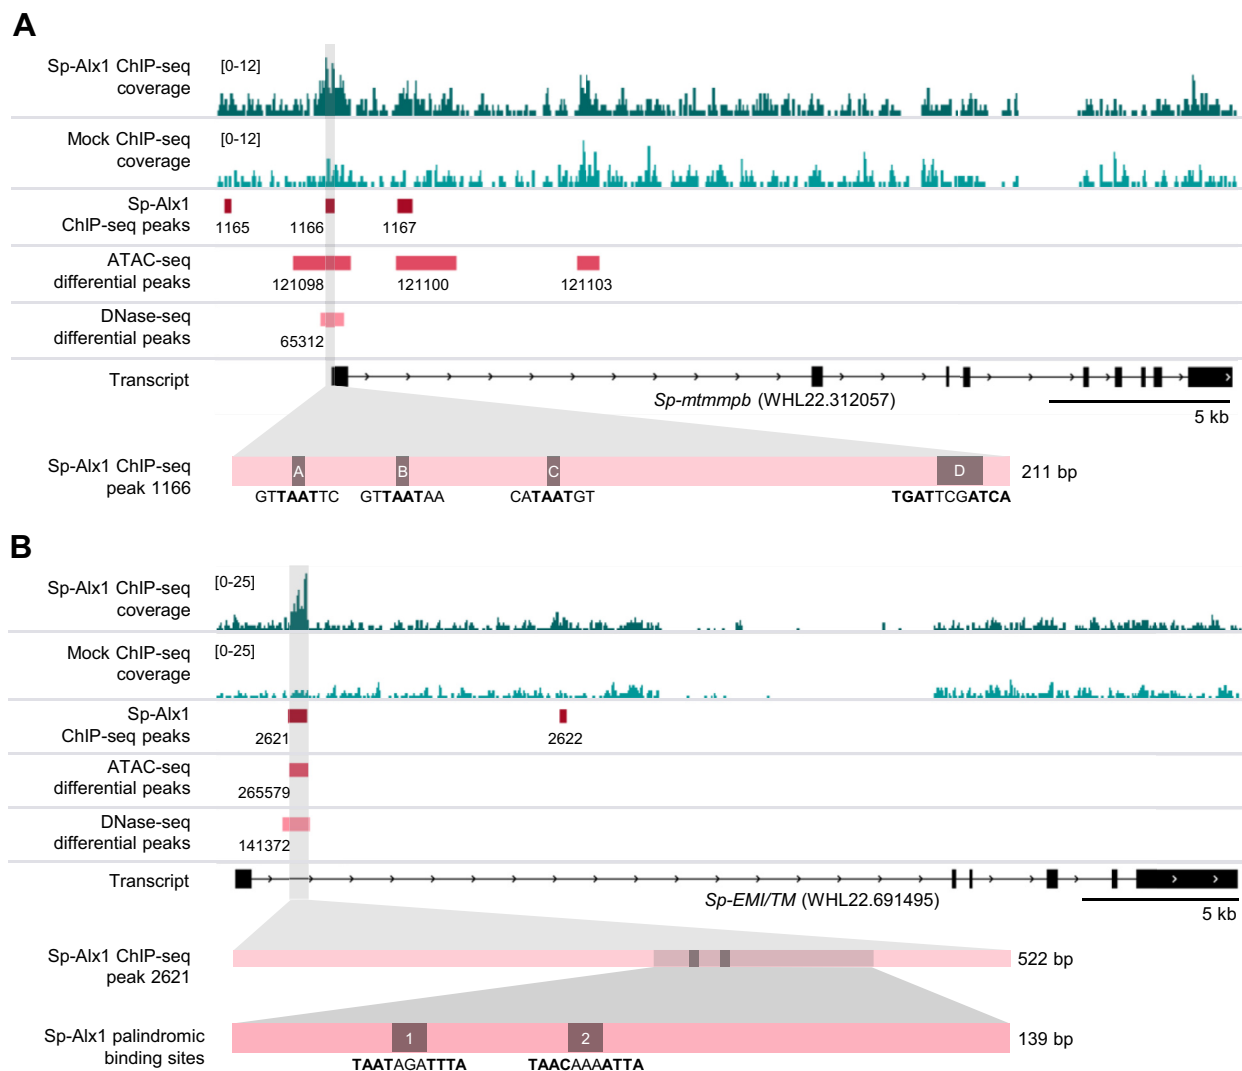 A
Sp-Alx1 ChIP-seq
coverage
[0-12]
Mock ChIP-seq
coverage
[0-12]
Sp-Alx1
ChIP-seq peaks
1165
1166
1167
ATAC-seq
differential peaks
121098
121100
121103
DNase-seq
differential peaks
65312
Transcript
Sp-mtmmpb (WHL22.312057)
5 kb
Sp-Alx1 ChIP-seq
peak 1166
A
B
C
D
211 bp
GTTAATTC
GTTAATAA
CATAATGT
TGATTCGATCA
B
Sp-Alx1 ChIP-seq
coverage
[0-25]
Mock ChIP-seq
coverage
[0-25]
Sp-Alx1
ChIP-seq peaks
2621
2622
ATAC-seq
differential peaks
265579
DNase-seq
differential peaks
141372
Transcript
Sp-EMI/TM (WHL22.691495)
5 kb
Sp-Alx1 ChIP-seq
peak 2621
522 bp
Sp-Alx1 palindromic
binding sites
1
2
139 bp
TAATAGATTTA
TAACAAAATTA